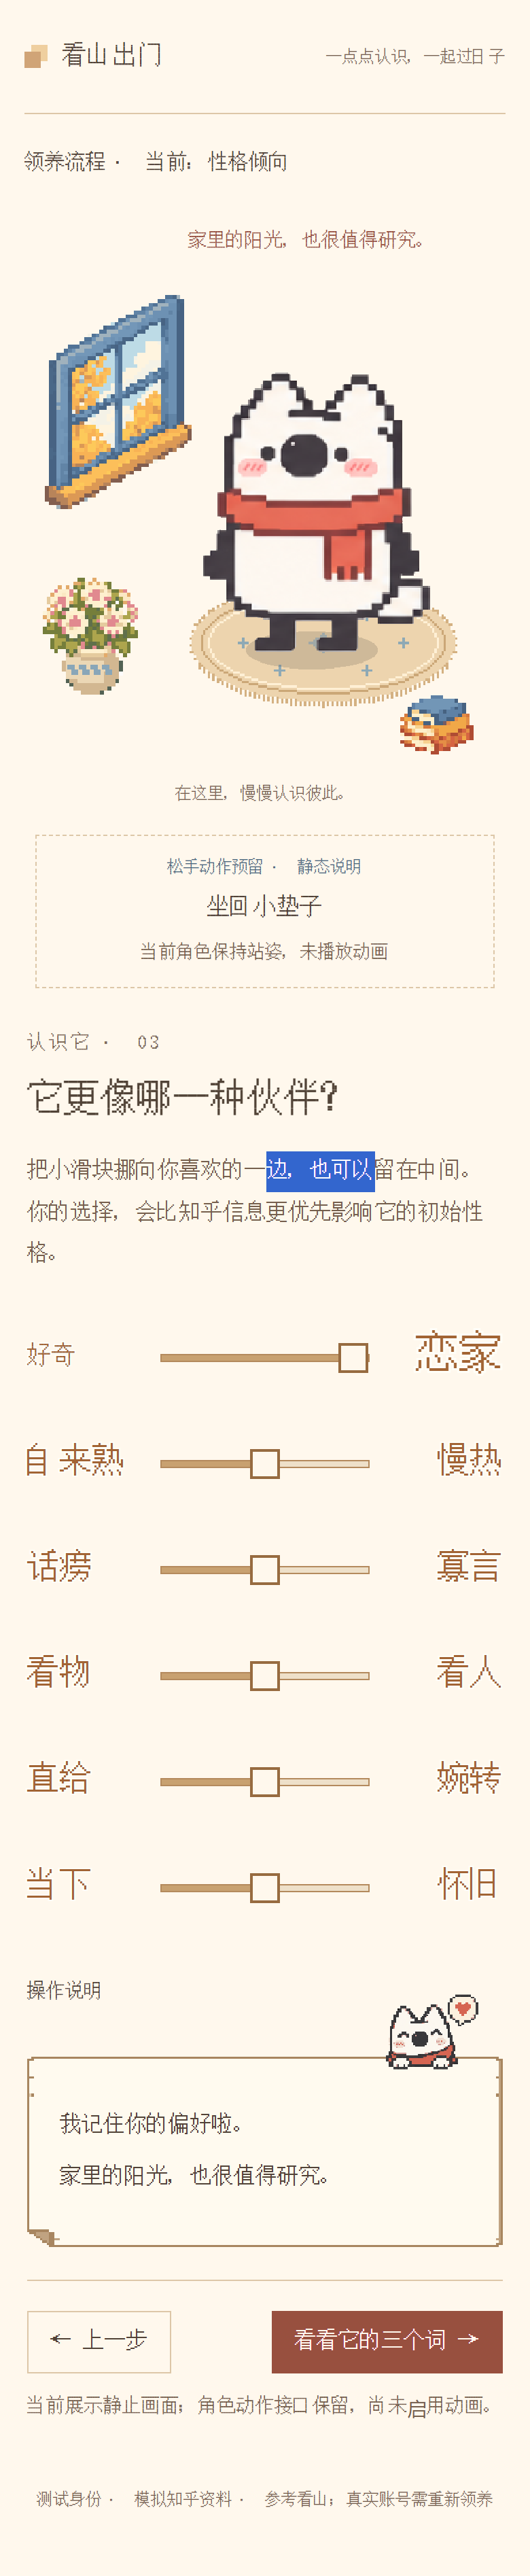 看山出门
一点点认识，一起过日子
领养流程 · 当前：性格倾向
家里的阳光，也很值得研究。
在这里，慢慢认识彼此。
松手动作预留 · 静态说明
坐回小垫子
当前角色保持站姿，未播放动画
认识它 · 03
它更像哪一种伙伴？
把小滑块挪向你喜欢的一边，也可以留在中间。
你的选择，会比知乎信息更优先影响它的初始性
格。
好奇 恋家
自来熟 慢热
话痨 寡言
看物 看人
直给 婉转
当下 怀旧
操作说明
我记住你的偏好啦。
家里的阳光，也很值得研究。
← 上一步 看看它的三个词 →
当前展示静止画面；角色动作接口保留，尚未启用动画。
测试身份 · 模拟知乎资料 · 参考看山；真实账号需重新领养